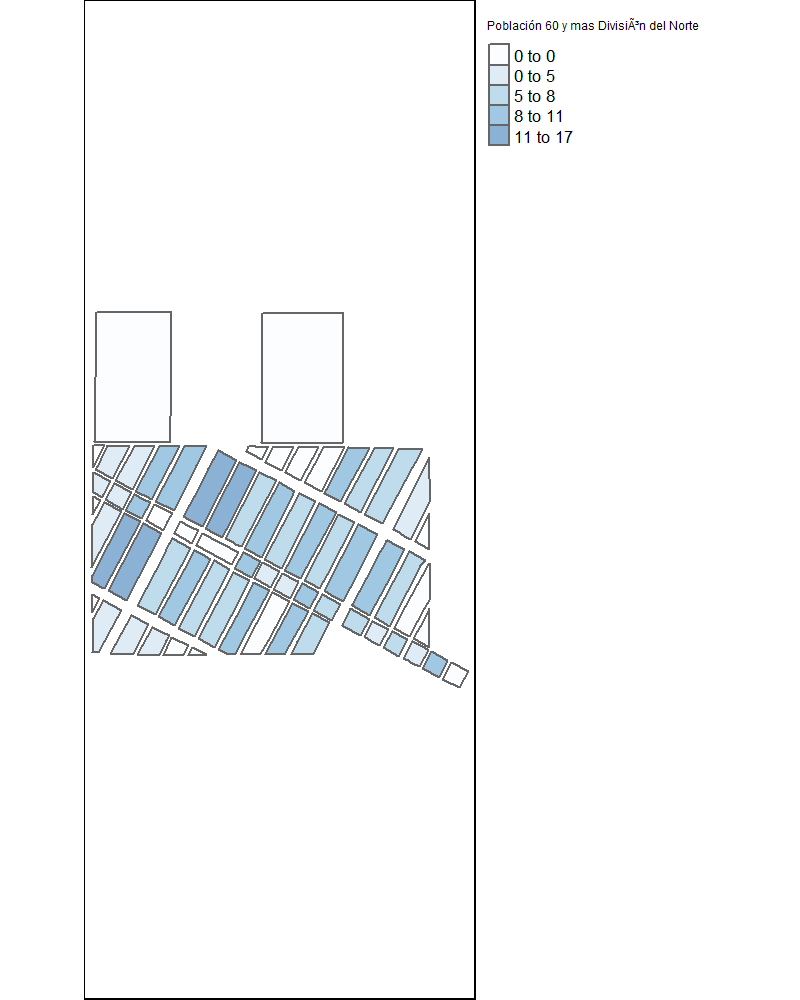 Población 60 y mas DivisiÃ³n del Norte
0 to 0
0 to 5
5 to 8
8 to 11
11 to 17